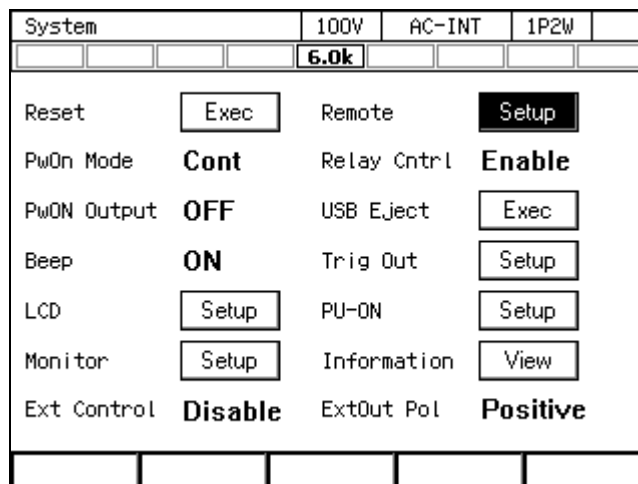 System 100V AC-INT 1P2W
6.0k
Reset Exec Remote Setup
PwOn Mode Cont Relay Cntrl Enable
PwON Output OFF USB Eject Exec
Beep ON Trig Out Setup
LCD Setup PU-ON Setup
Monitor Setup Information View
Ext Control Disable ExtOut Pol Positive